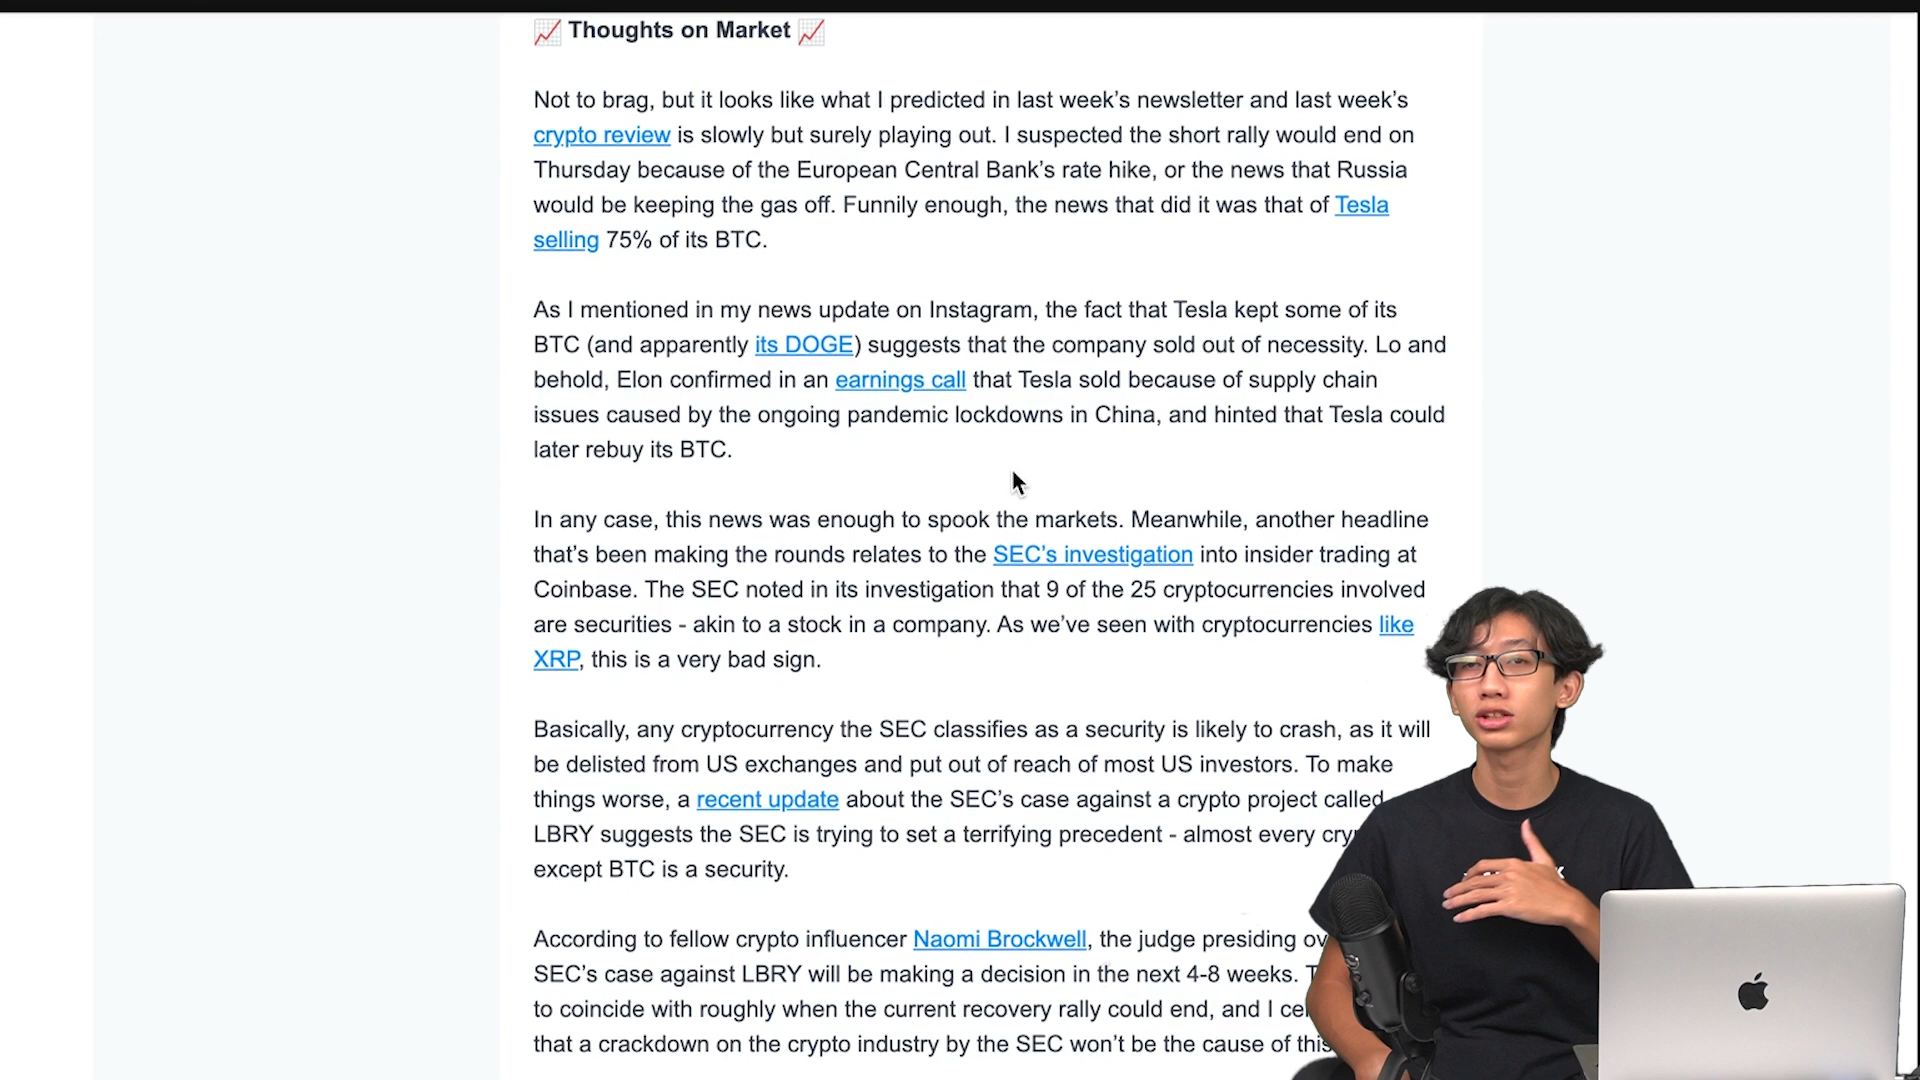 📈 Thoughts on Market 📈
Not to brag, but it looks like what I predicted in last week’s newsletter and last week’s
crypto review is slowly but surely playing out. I suspected the short rally would end on
Thursday because of the European Central Bank’s rate hike, or the news that Russia
would be keeping the gas off. Funnily enough, the news that did it was that of Tesla
selling 75% of its BTC.
As I mentioned in my news update on Instagram, the fact that Tesla kept some of its
BTC (and apparently its DOGE) suggests that the company sold out of necessity. Lo and
behold, Elon confirmed in an earnings call that Tesla sold because of supply chain
issues caused by the ongoing pandemic lockdowns in China, and hinted that Tesla could
later rebuy its BTC.
In any case, this news was enough to spook the markets. Meanwhile, another headline
that’s been making the rounds relates to the SEC’s investigation into insider trading at
Coinbase. The SEC noted in its investigation that 9 of the 25 cryptocurrencies involved
are securities - akin to a stock in a company. As we’ve seen with cryptocurrencies like
XRP, this is a very bad sign.
Basically, any cryptocurrency the SEC classifies as a security is likely to crash, as it will
be delisted from US exchanges and put out of reach of most US investors. To make
things worse, a recent update about the SEC’s case against a crypto project called
LBRY suggests the SEC is trying to set a terrifying precedent - almost every
except BTC is a security.
According to fellow crypto influencer Naomi Brockwell, the judge presiding
SEC’s case against LBRY will be making a decision in the next 4-8 weeks.
to coincide with roughly when the current recovery rally could end, and I
that a crackdown on the crypto industry by the SEC won’t be the cause of this